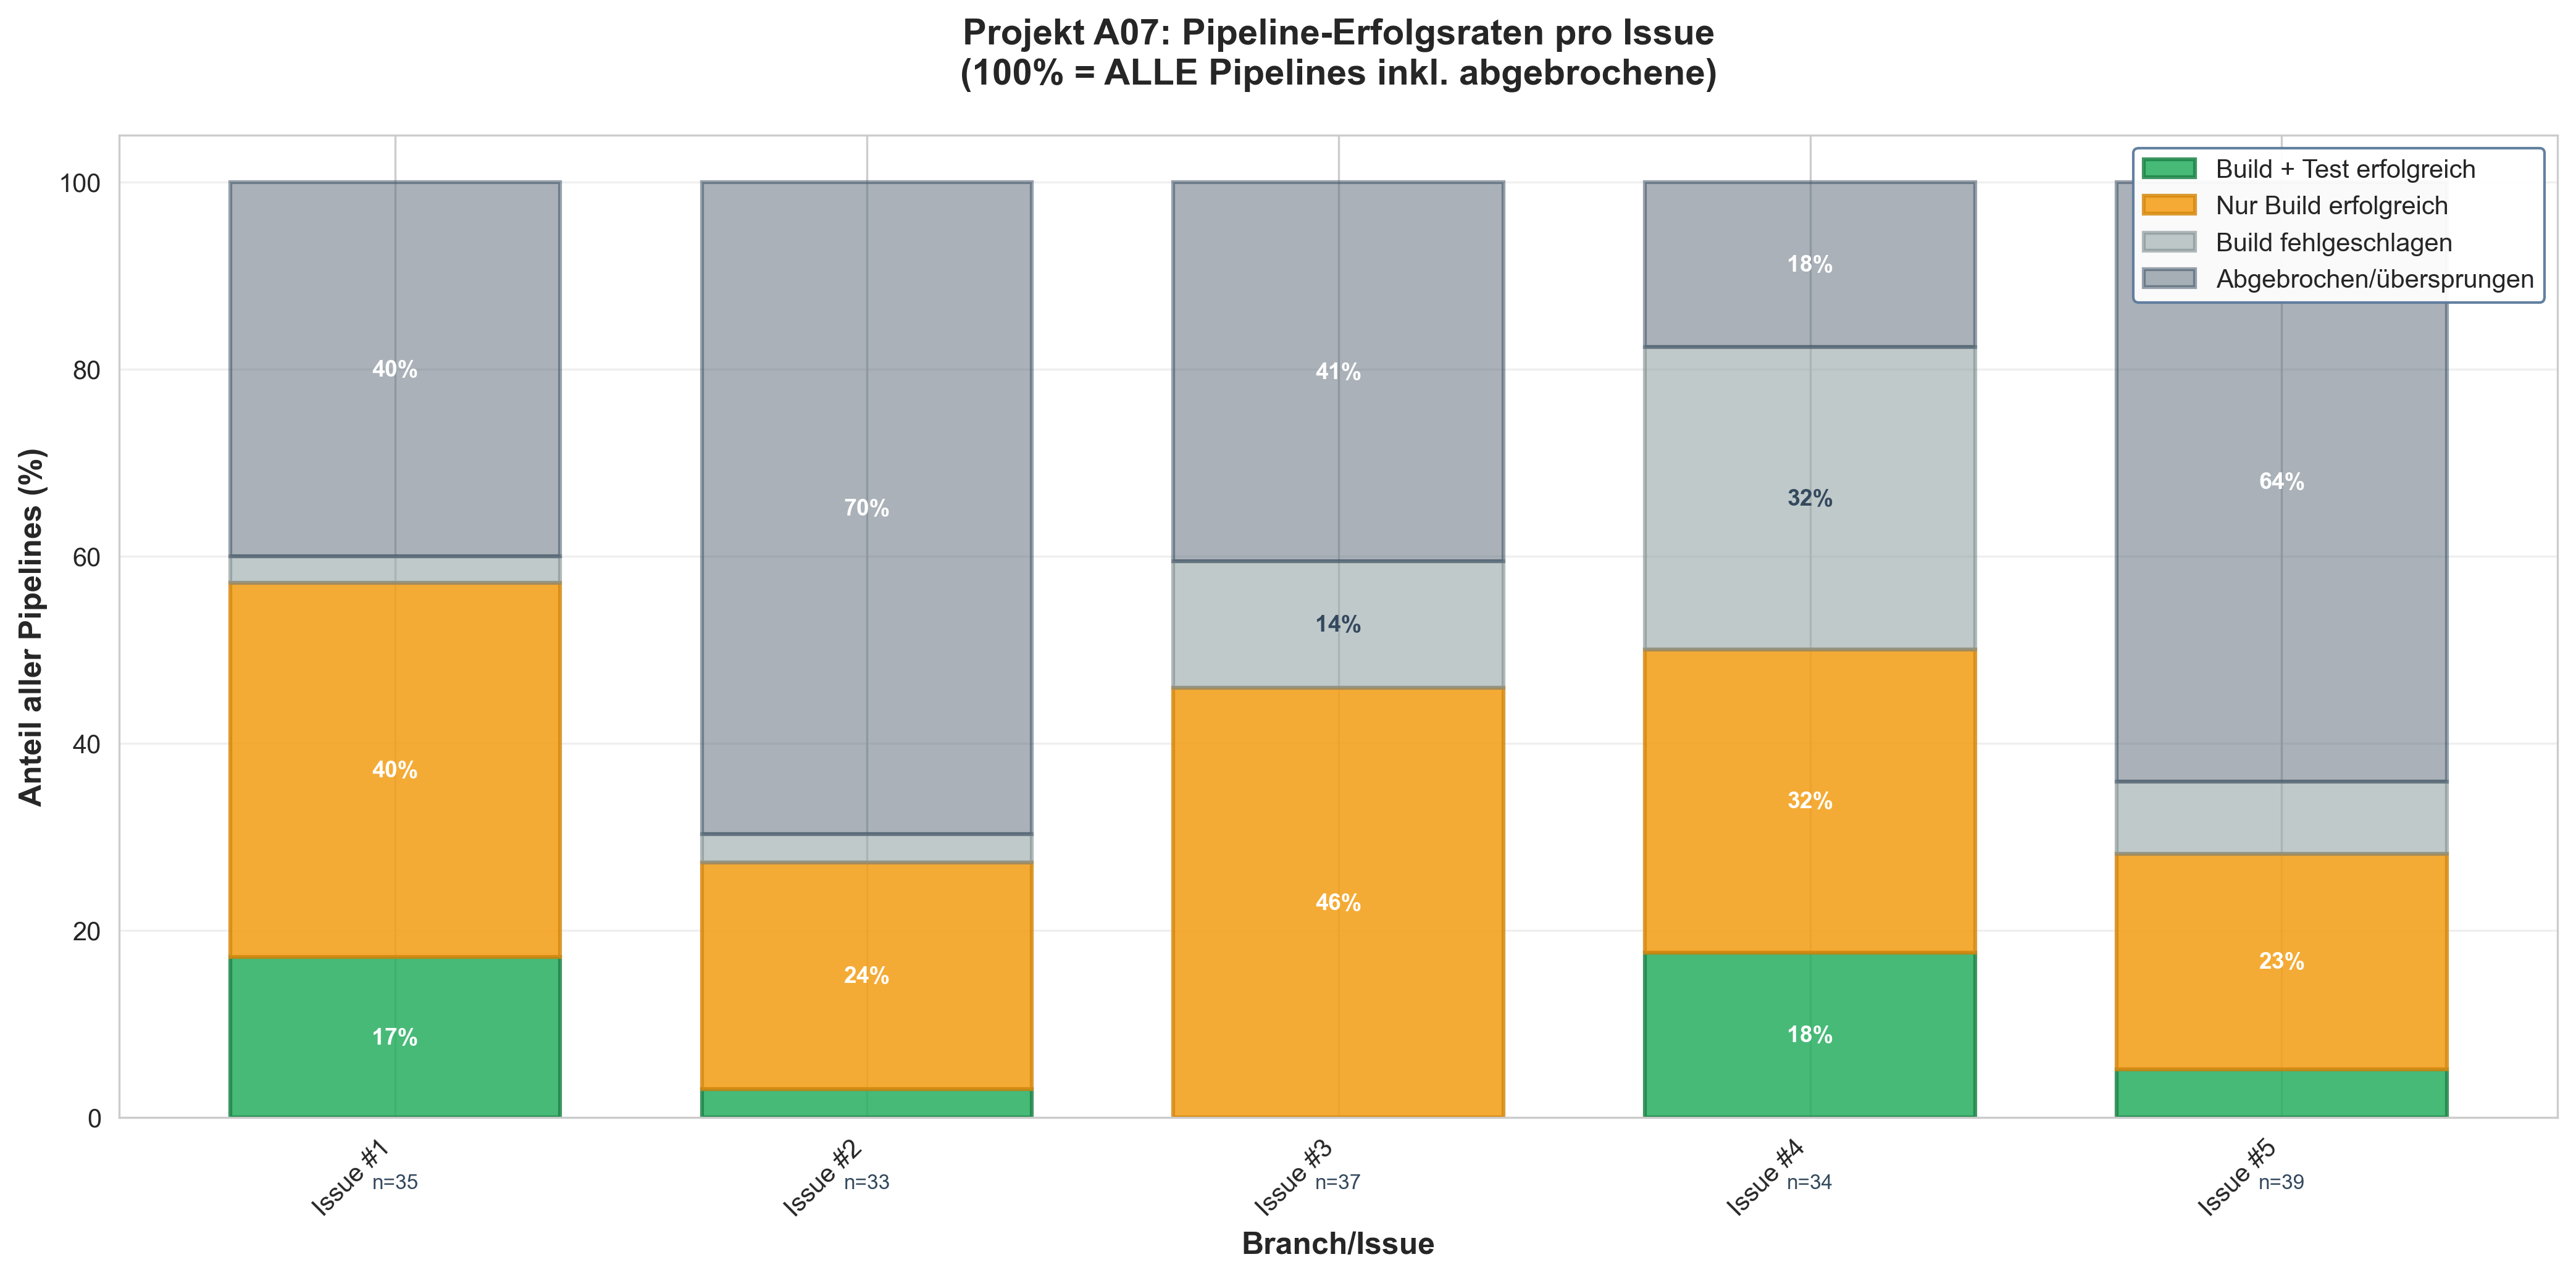 Projekt A07: Pipeline-Erfolgsraten pro Issue
(100% = ALLE Pipelines inkl. abgebrochene)
Build + Test erfolgreich
Nur Build erfolgreich
Build fehlgeschlagen
Abgebrochen/übersprungen
Anteil aller Pipelines (%)
100
80
60
40
20
0
40%
40%
17%
70%
24%
41%
14%
46%
18%
32%
32%
18%
64%
23%
Issue #1
n=35
Issue #2
n=33
Issue #3
n=37
Issue #4
n=34
Issue #5
n=39
Branch/Issue